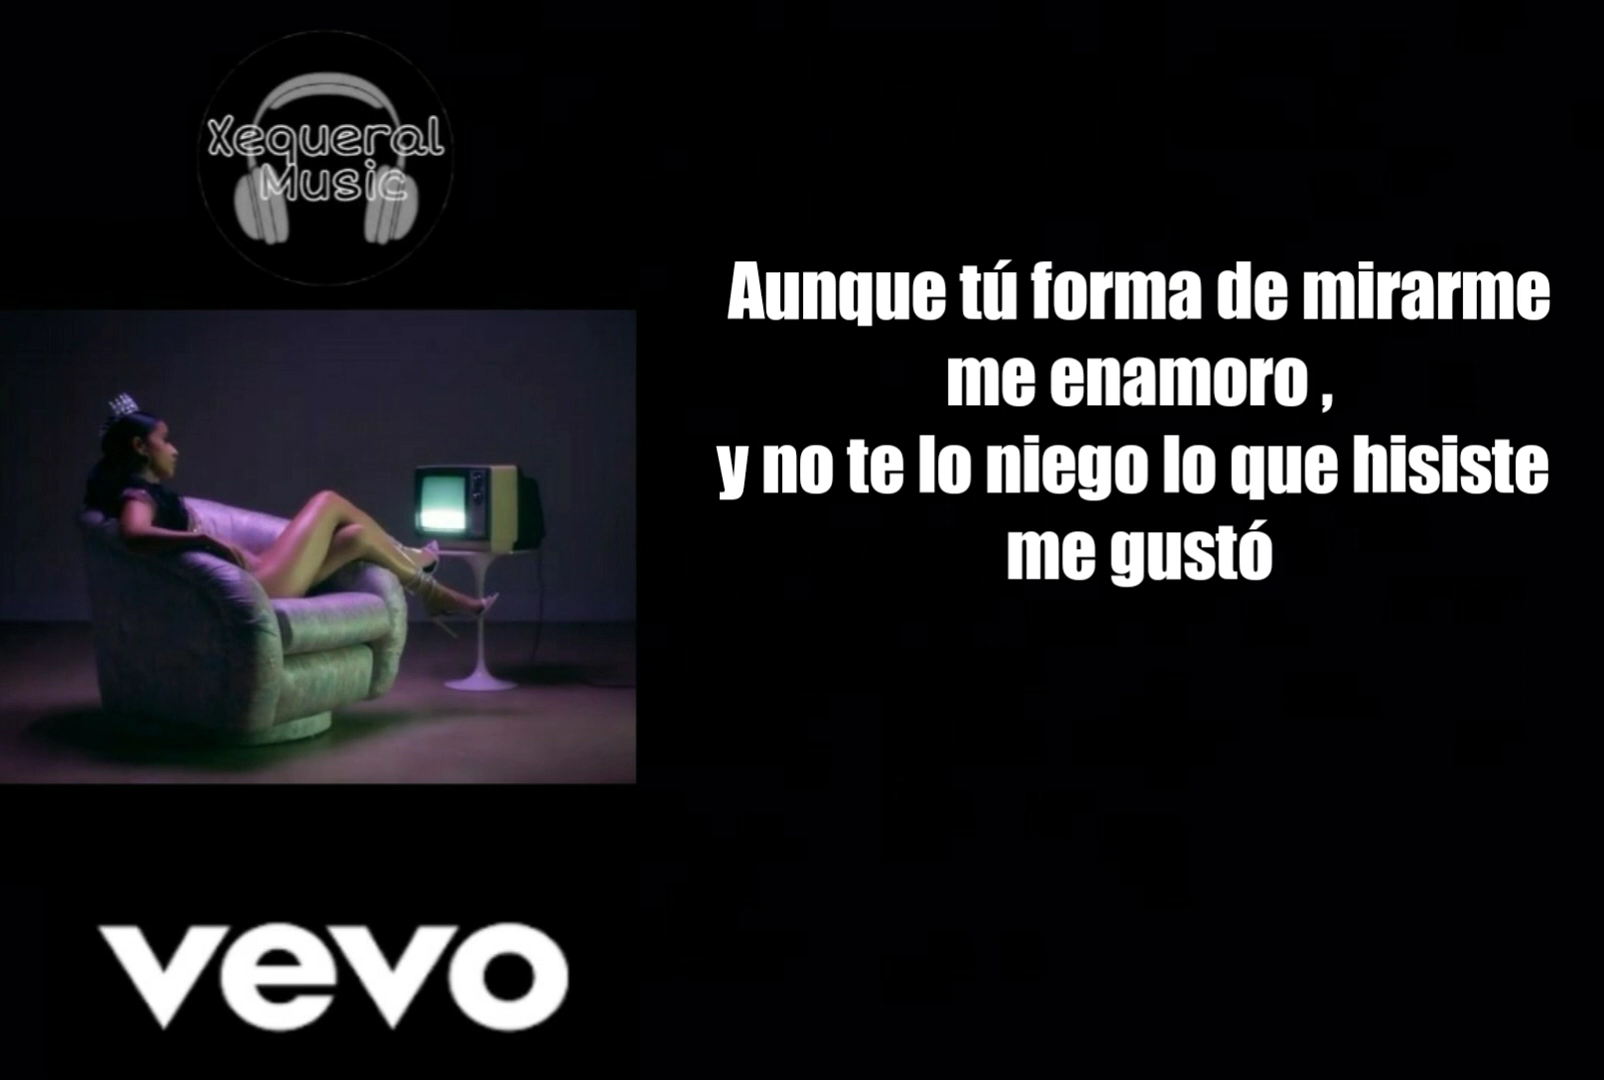 Xequeral
Music
Aunque tú forma de mirarme
me enamoro ,
y no te lo niego lo que hisiste
me gustó
vevo